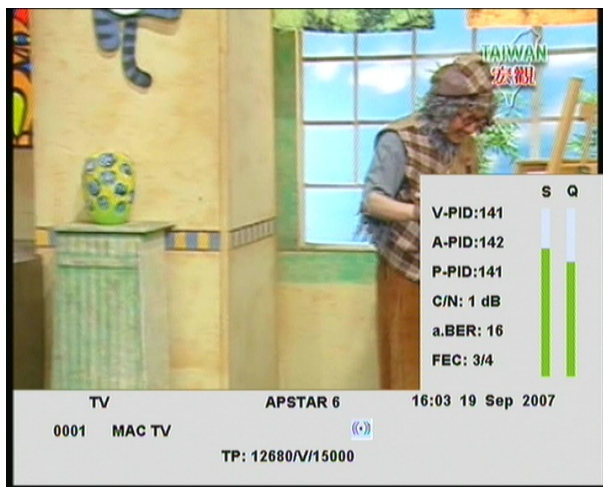 TAIWAN
宏觀
S Q
V-PID:141
A-PID:142
P-PID:141
C/N: 1 dB
a.BER: 16
FEC: 3/4
TV APSTAR 6 16:03 19 Sep 2007
0001 MAC TV
TP: 12680/V/15000